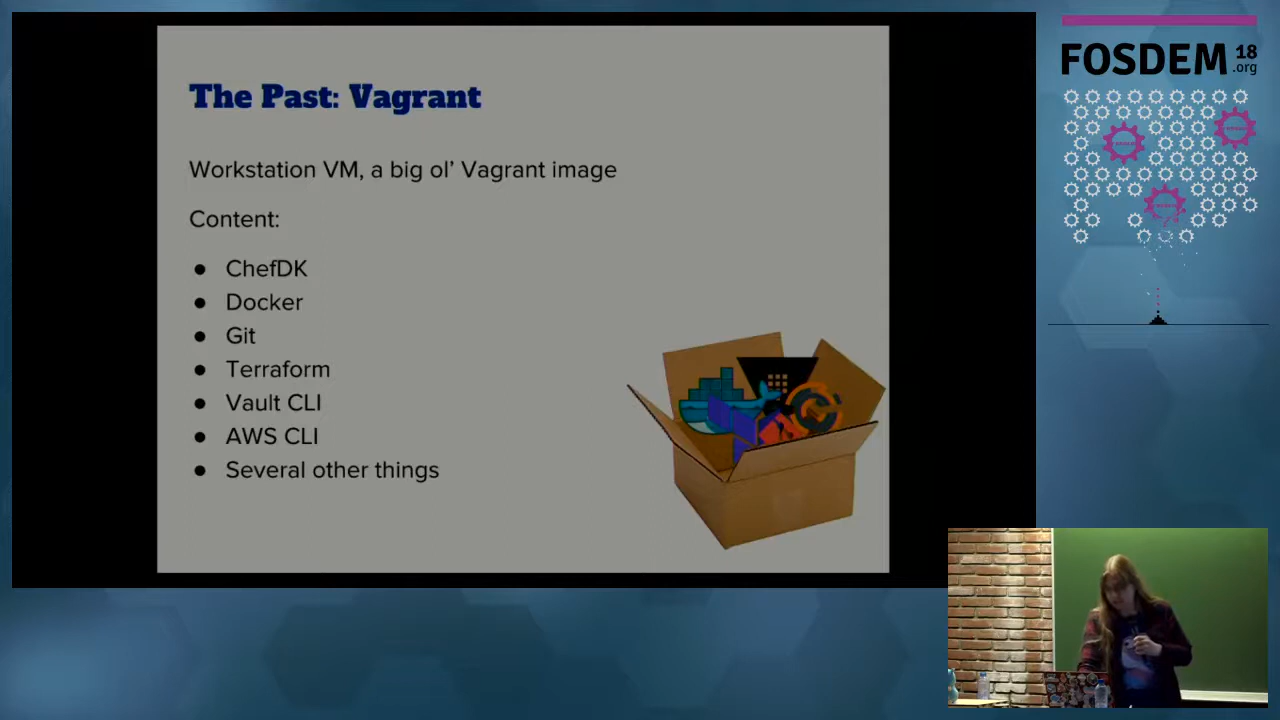 The Past: Vagrant
Workstation VM, a big ol’ Vagrant image
Content:
● ChefDK
● Docker
● Git
● Terraform
● Vault CLI
● AWS CLI
● Several other things
FOSDEM 18
.org